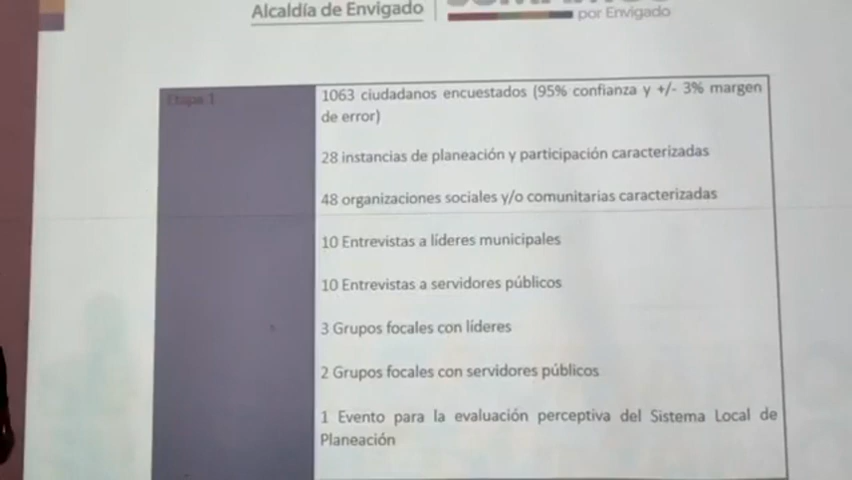 Alcaldía de Envigado
por Envigado
Etapa 1
1063 ciudadanos encuestados (95% confianza y +/- 3% margen
de error)
28 instancias de planeación y participación caracterizadas
48 organizaciones sociales y/o comunitarias caracterizadas
10 Entrevistas a líderes municipales
10 Entrevistas a servidores públicos
3 Grupos focales con líderes
2 Grupos focales con servidores públicos
1 Evento para la evaluación perceptiva del Sistema Local de
Planeación